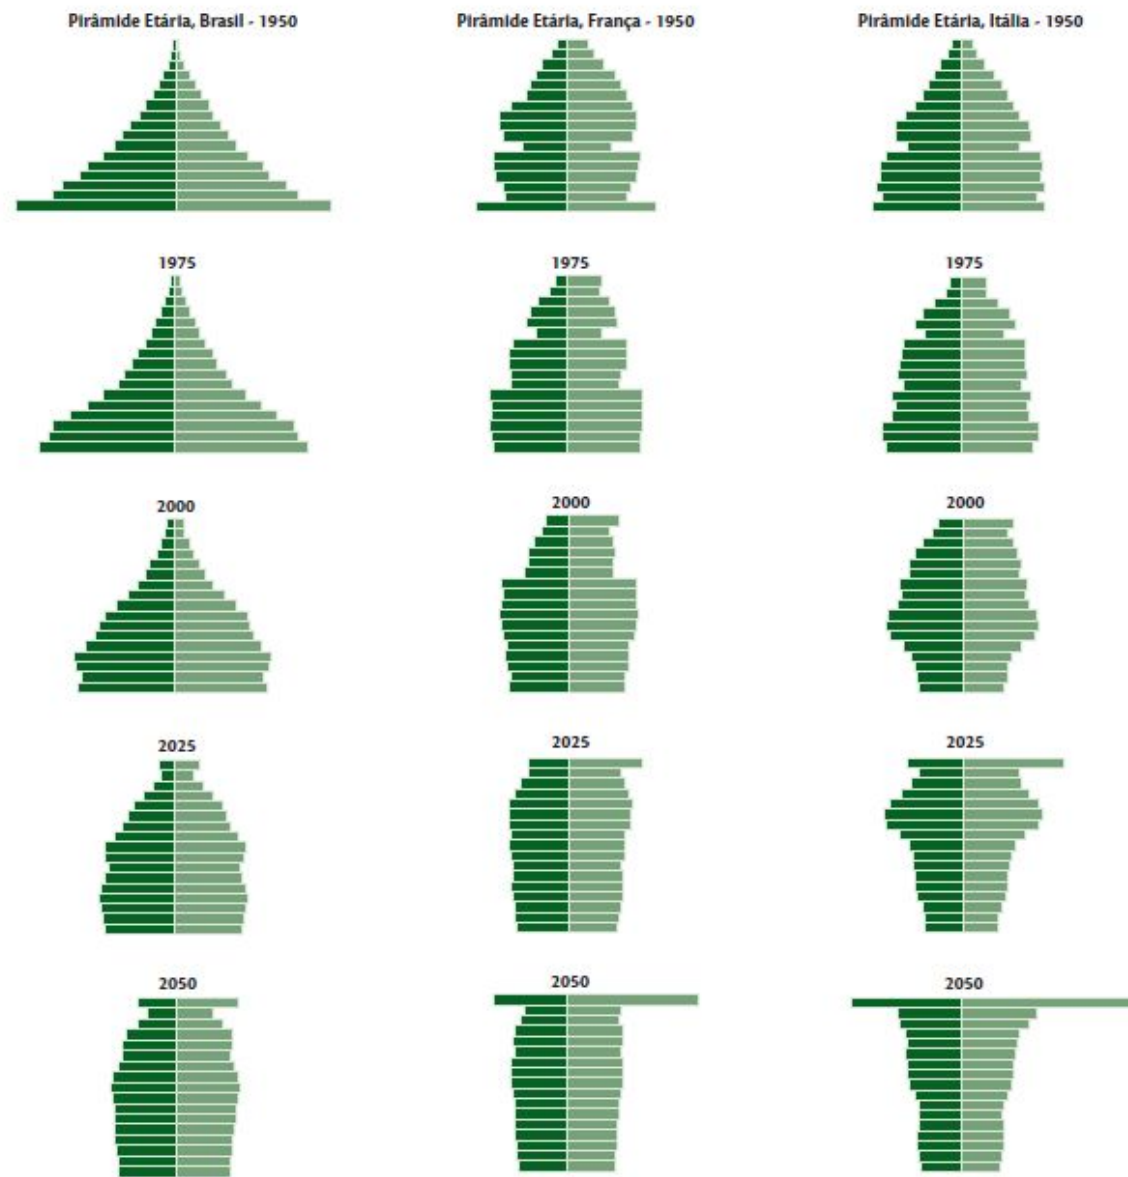 Pirâmide Etária, Brasil - 1950 Pirâmide Etária, França - 1950 Pirâmide Etária, Itália - 1950
1975 1975 1975
2000 2000 2000
2025 2025 2025
2050 2050 2050